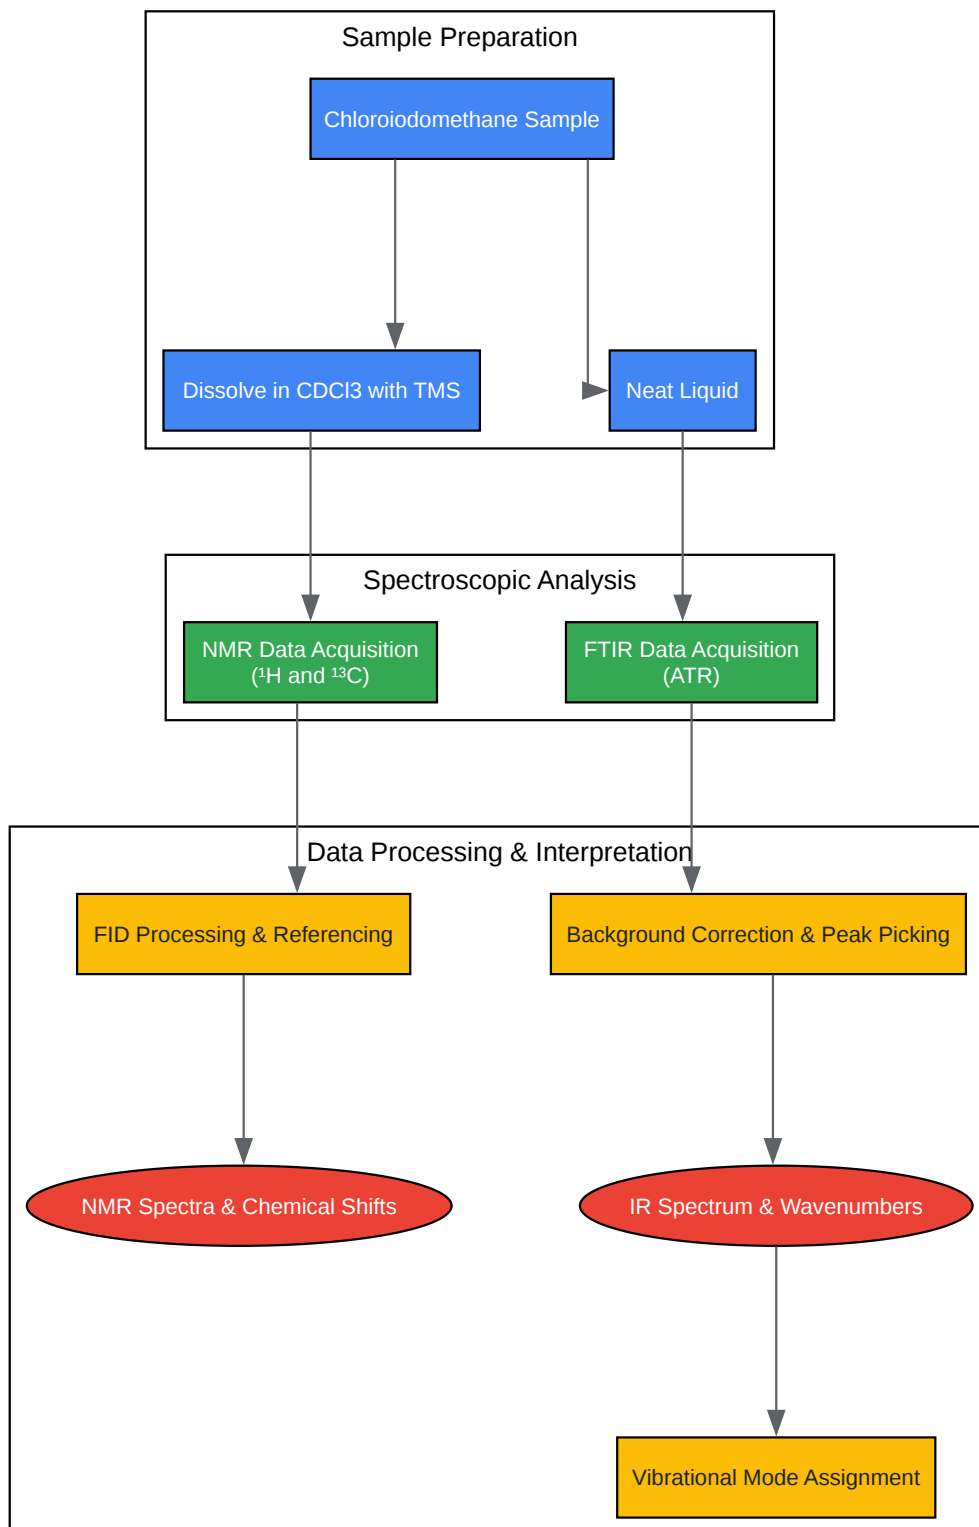 Sample Preparation
Chloroiodomethane Sample
Dissolve in CDCl3 with TMS
Neat Liquid
Spectroscopic Analysis
NMR Data Acquisition
(¹H and ¹³C)
FTIR Data Acquisition
(ATR)
Data Processing & Interpretation
FID Processing & Referencing
Background Correction & Peak Picking
NMR Spectra & Chemical Shifts
IR Spectrum & Wavenumbers
Vibrational Mode Assignment